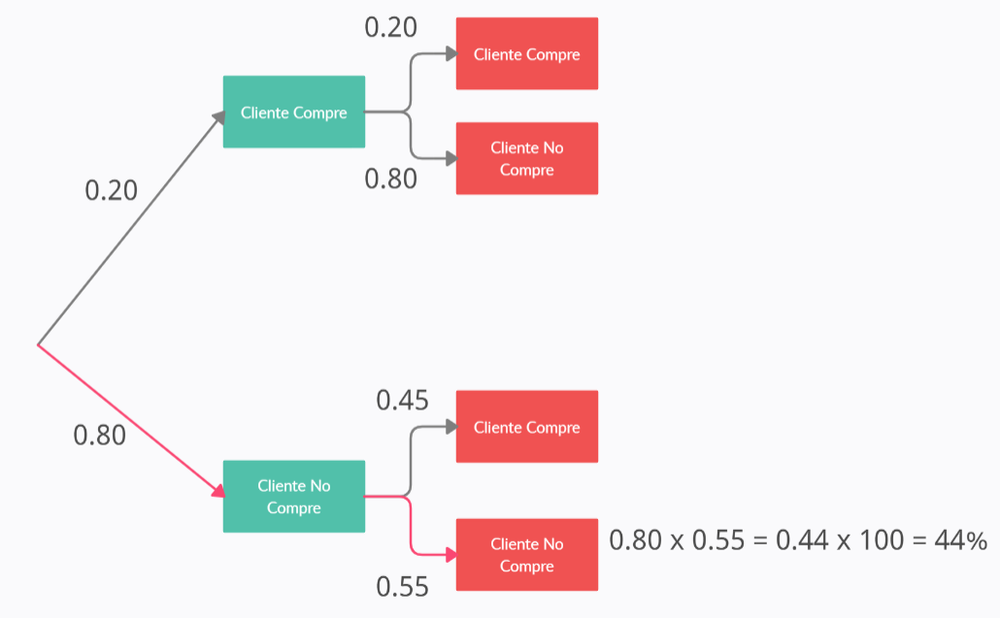 0.20
Cliente Compre
Cliente Compre
0.20
Cliente No
Compre
0.80
0.45
Cliente Compre
0.80
Cliente No
Compre
Cliente No
Compre
0.80 x 0.55 = 0.44 x 100 = 44%
0.55